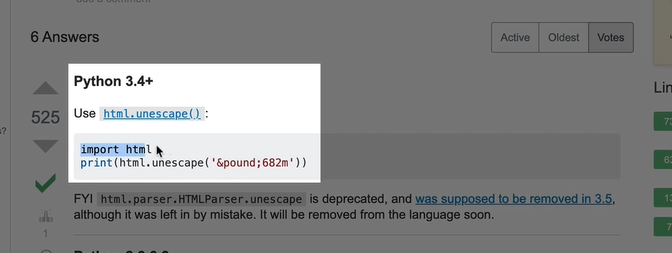 6 Answers
Active Oldest Votes
Python 3.4+
525
Use html.unescape():
s?
import html
print(html.unescape('&pound;682m'))
FYI html.parser.HTMLParser.unescape is deprecated, and was supposed to be removed in 3.5,
although it was left in by mistake. It will be removed from the language soon.
1